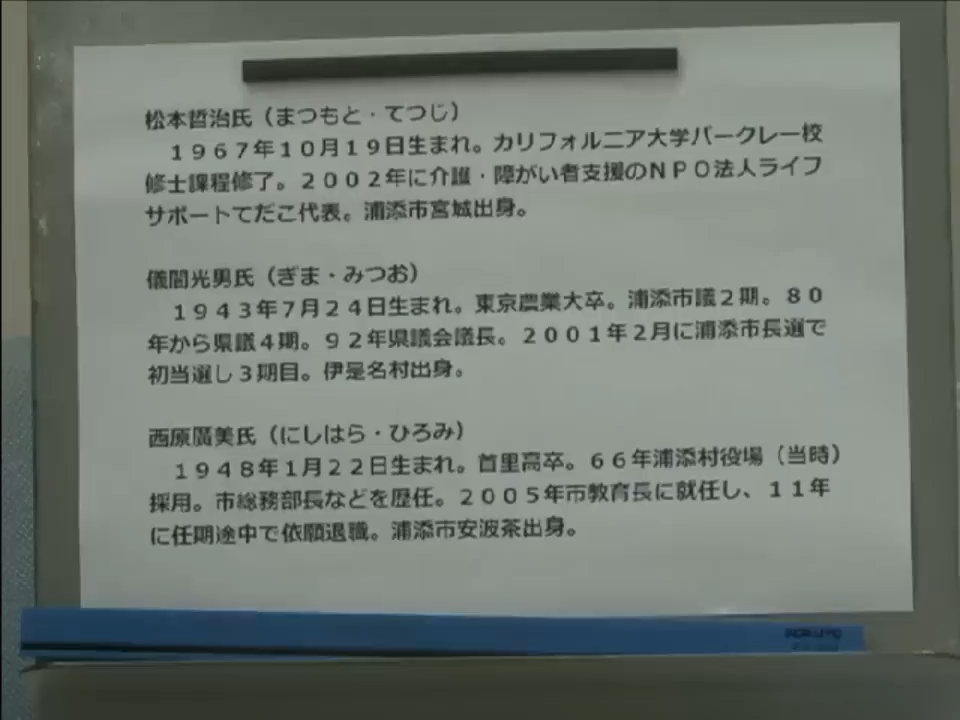 松本哲治氏（まつもと・てつじ）
１９６７年１０月１９日生まれ。カリフォルニア大学バークレー校
修士課程修了。２００２年に介護・障がい者支援のＮＰＯ法人ライフ
サポートてだこ代表。浦添市宮城出身。
儀間光男氏（ぎま・みつお）
１９４３年７月２４日生まれ。東京農業大卒。浦添市議２期。８０
年から県議４期。９２年県議会議長。２００１年２月に浦添市長選で
初当選し３期目。伊是名村出身。
西原廣美氏（にしはら・ひろみ）
１９４８年１月２２日生まれ。首里高卒。６６年浦添村役場（当時）
採用。市総務部長などを歴任。２００５年市教育長に就任し、１１年
に任期途中で依願退職。浦添市安波茶出身。
KOKUYO